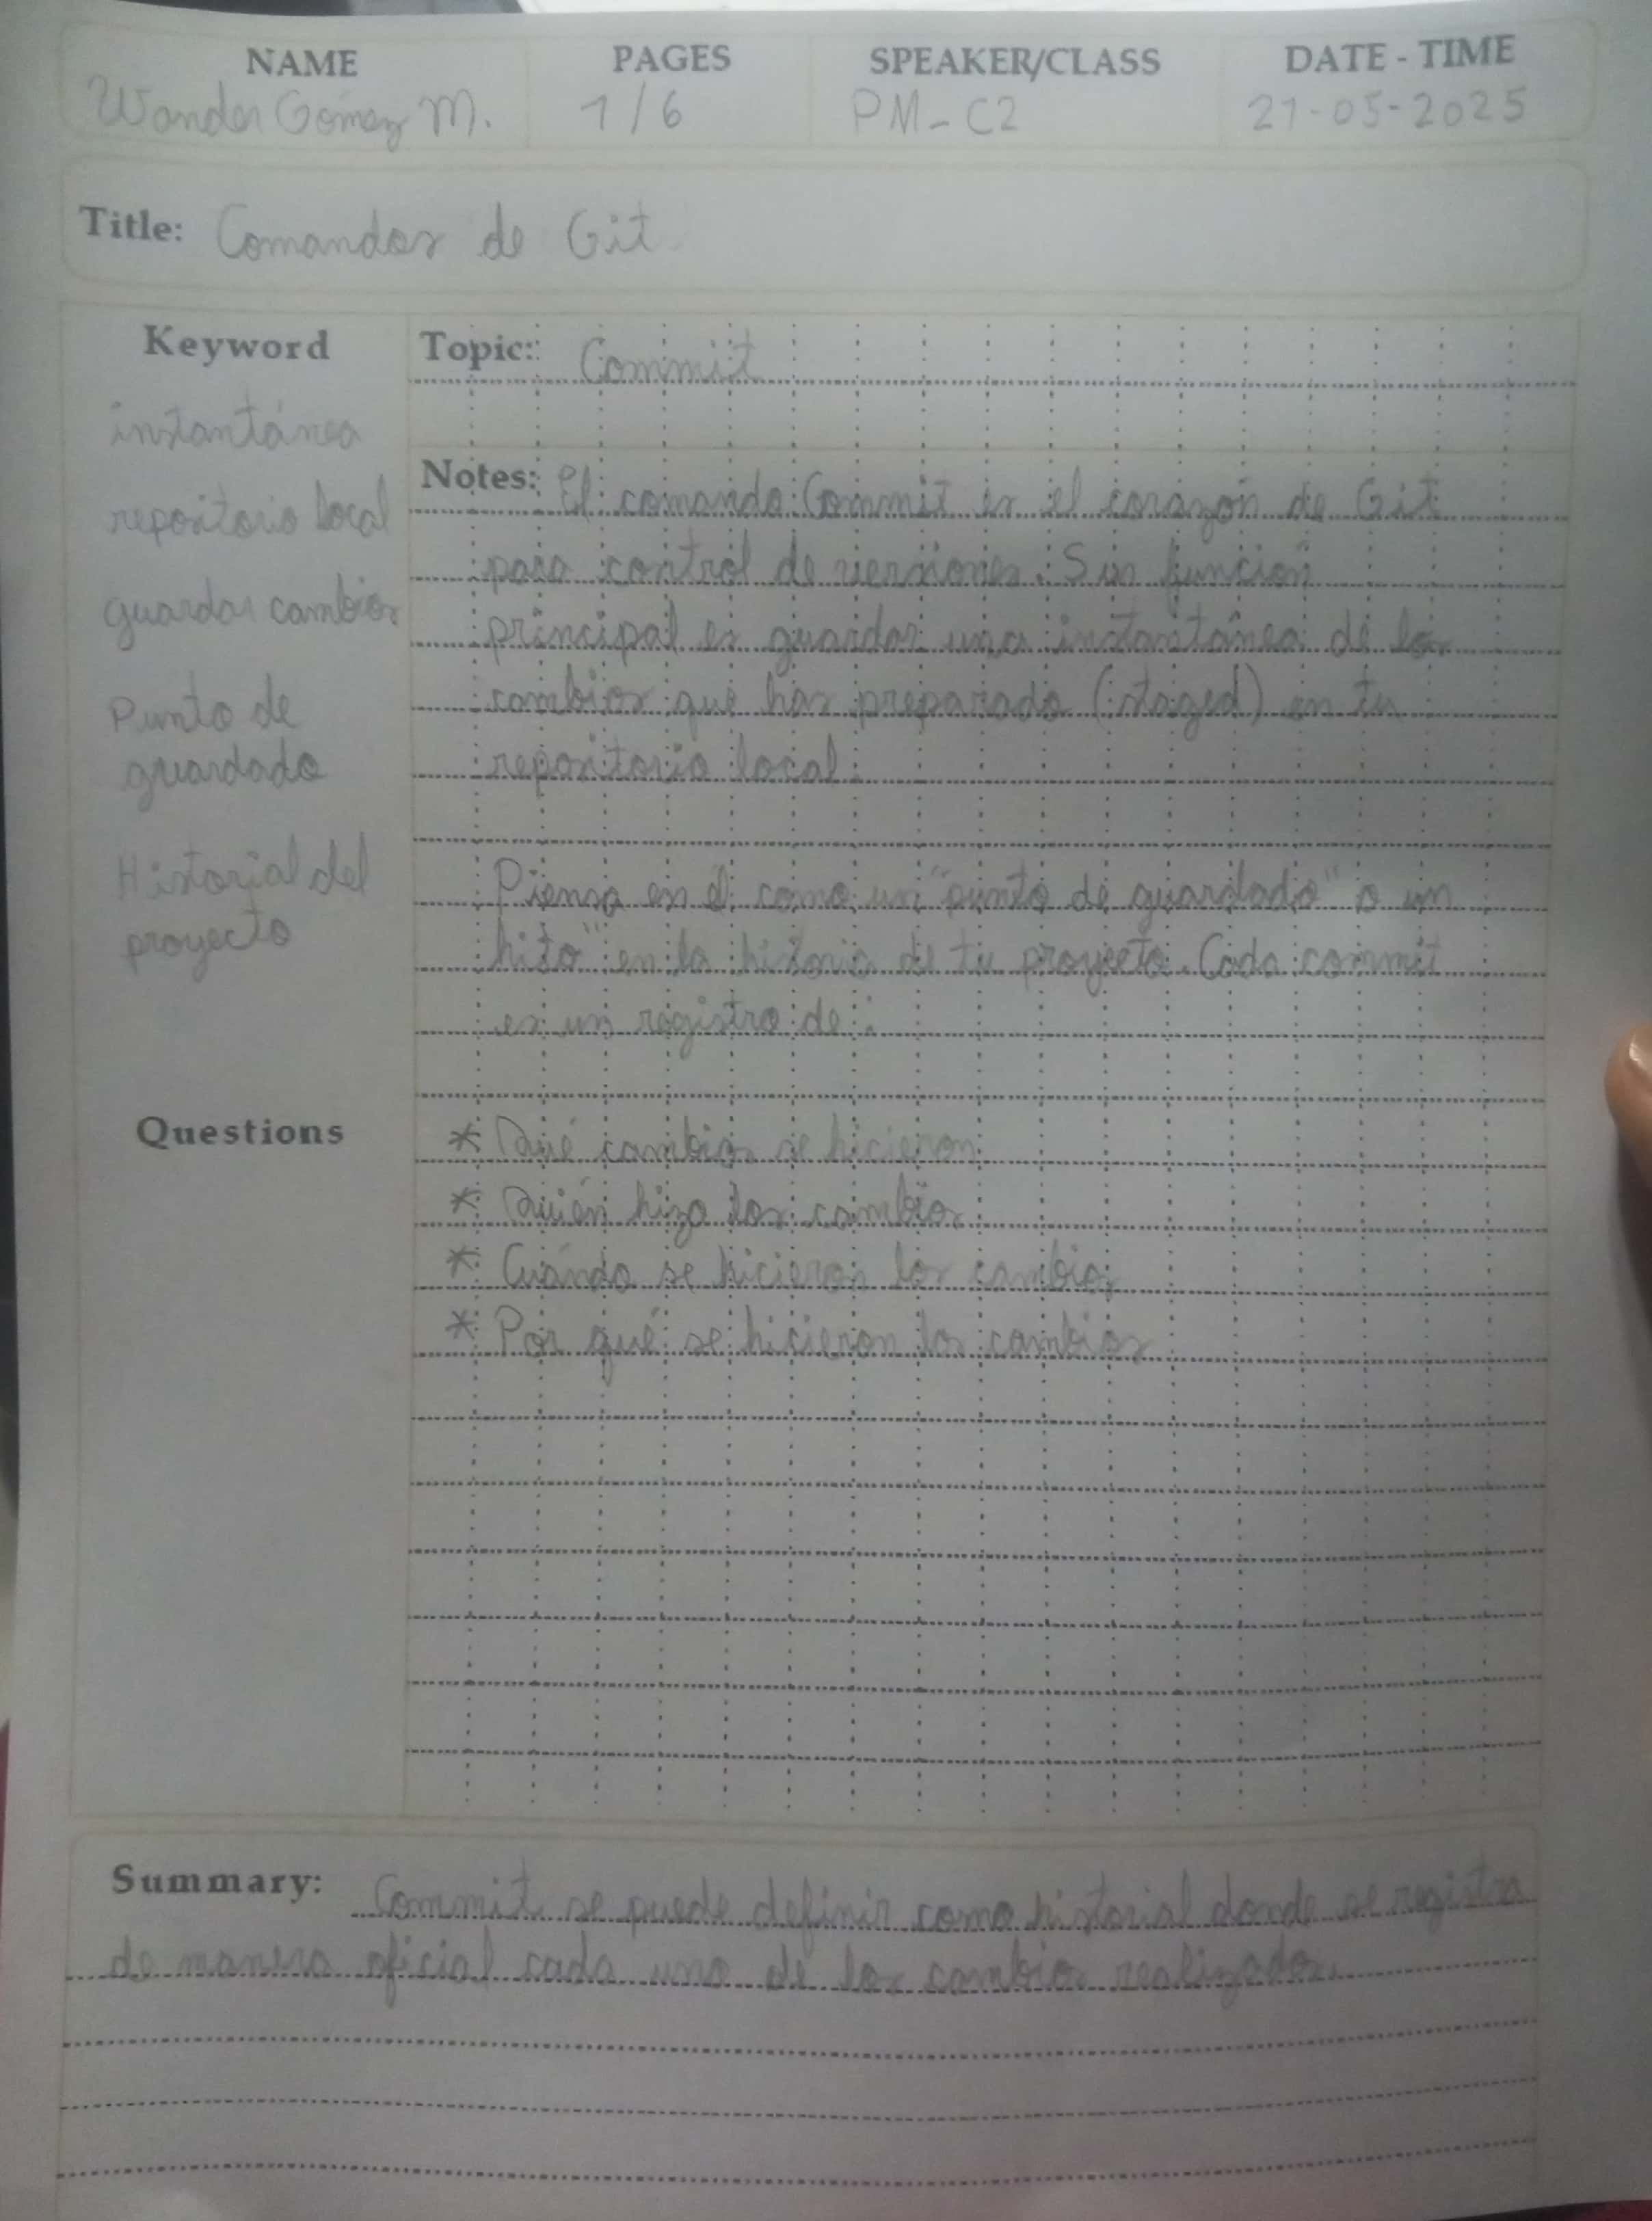 NAME PAGES SPEAKER/CLASS DATE - TIME
Wander Gómez M. 1/6 PM-C2 21-05-2025
Title: Comandos de Git
Keyword
instantánea
repositorio local
guardar cambios
Punto de
guardado
Historial del
proyecto
Questions
Topic: Commit
Notes: El comando Commit es el corazón de Git
para control de versiones. Sus función
principal es guardar una instantánea de los
cambios que has preparado (staged) en tu
repositorio local.
Piensa en él como un "punto de guardado" o un
hito" en la historia de tu proyecto. Cada commit
es un registro de:
* Qué cambios se hicieron
* Quién hizo los cambios
* Cuándo se hicieron los cambios
* Por qué se hicieron los cambios
Summary: Commit se puede definir como historial donde se registra
de manera oficial cada uno de los cambios realizados.